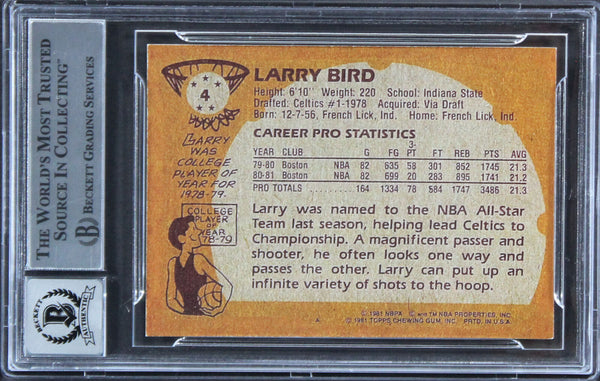 THE WORLD'S MOST TRUSTED
SOURCE IN COLLECTING™
BECKETT GRADING SERVICES
BECKETT
AUTHENTIC
4
LARRY BIRD
Height: 6'10" Weight: 220 School: Indiana State
Drafted: Celtics #1-1978 Acquired: Via Draft
Born: 12-7-56, French Lick, Ind. Home: French Lick, Ind.
CAREER PRO STATISTICS
3-
YEAR CLUB G FG PT FT REB PTS AVG
79-80 Boston NBA 82 635 58 301 852 1745 21.3
80-81 Boston NBA 82 699 20 283 895 1741 21.2
PRO TOTALS 164 1334 78 584 1747 3486 21.3
LARRY
WAS
COLLEGE
PLAYER OF
YEAR FOR
1978-79.
COLLEGE
PLAYER
OF
YEAR
78-79
Larry was named to the NBA All-Star
Team last season, helping lead Celtics to
Championship. A magnificent passer and
shooter, he often looks one way and
passes the other. Larry can put up an
infinite variety of shots to the hoop.
© 1981 NBPA © and TM NBA PROPERTIES, INC.
A © 1981 TOPPS CHEWING GUM, INC. PRTD. IN U.S.A.